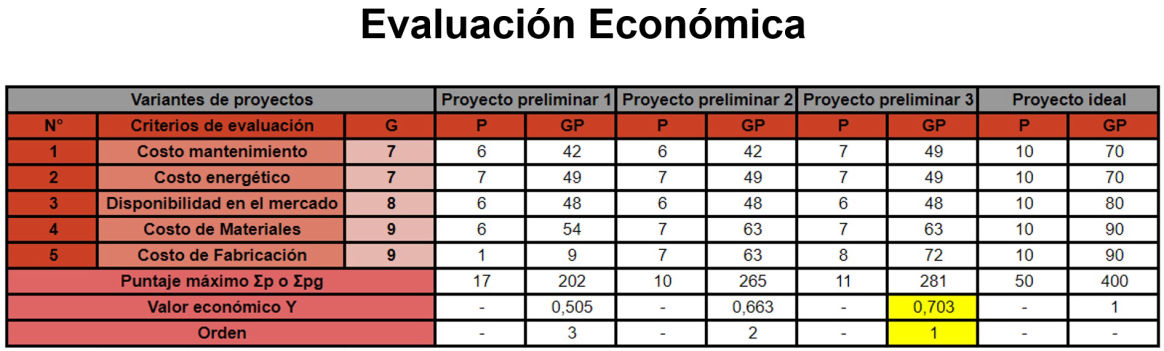 Evaluación Económica
Variantes de proyectos Proyecto preliminar 1 Proyecto preliminar 2 Proyecto preliminar 3 Proyecto ideal
N° Criterios de evaluación G P GP P GP P GP P GP
1 Costo mantenimiento 7 6 42 6 42 7 49 10 70
2 Costo energético 7 7 49 7 49 7 49 10 70
3 Disponibilidad en el mercado 8 6 48 6 48 6 48 10 80
4 Costo de Materiales 9 6 54 7 63 7 63 10 90
5 Costo de Fabricación 9 1 9 7 63 8 72 10 90
Puntaje máximo Σp o Σpg 17 202 10 265 11 281 50 400
Valor económico Y - 0,505 - 0,663 - 0,703 - 1
Orden - 3 - 2 - 1 - -